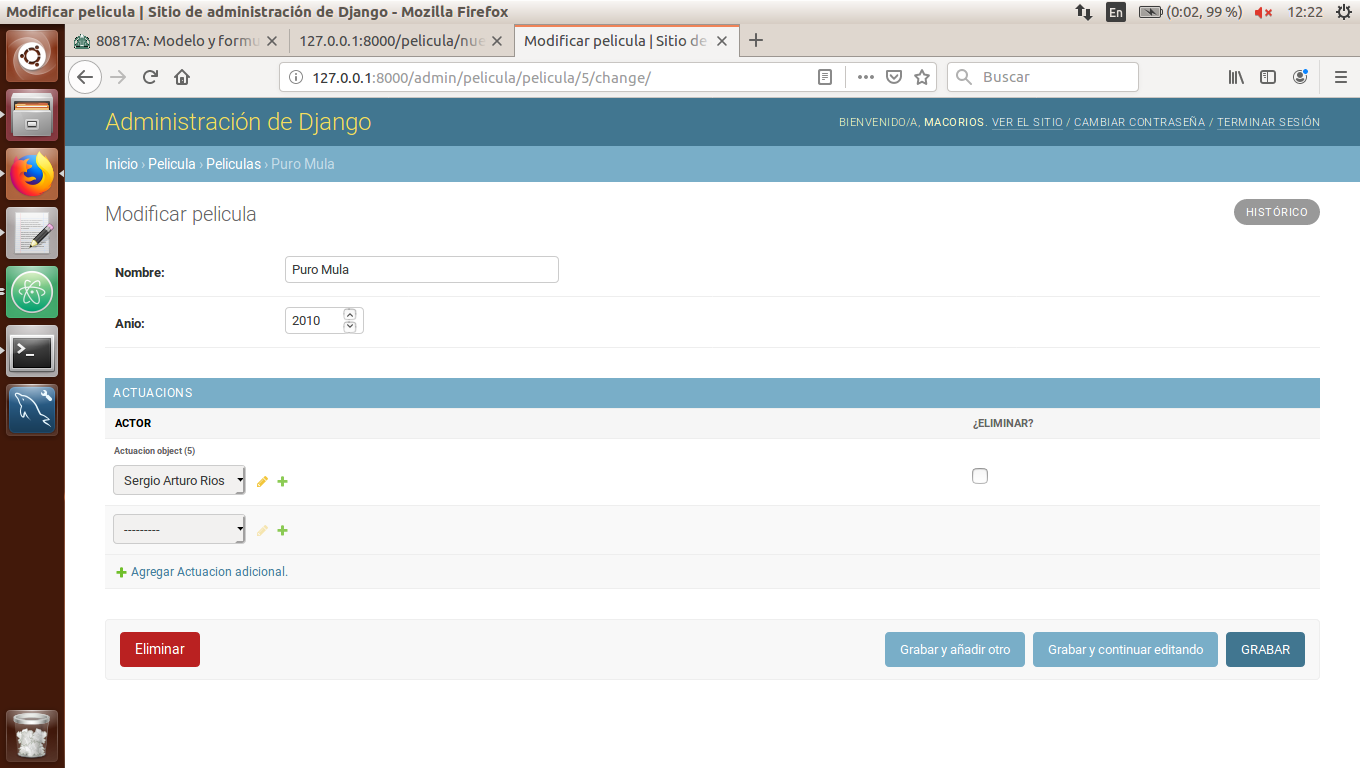 Modificar pelicula | Sitio de administración de Django - Mozilla Firefox
En (0:02, 99 %) 12:22
80817A: Modelo y formu
127.0.0.1:8000/pelicula/nue
Modificar pelicula | Sitio de
127.0.0.1:8000/admin/pelicula/pelicula/5/change/
Buscar
Administración de Django
BIENVENIDO/A, MACORIOS. VER EL SITIO / CAMBIAR CONTRASEÑA / TERMINAR SESIÓN
Inicio › Pelicula › Peliculas › Puro Mula
Modificar pelicula
HISTÓRICO
Nombre: Puro Mula
Anio: 2010
ACTUACIONS
ACTOR ¿ELIMINAR?
Actuacion object (5)
Sergio Arturo Rios
---------
Agregar Actuacion adicional.
Eliminar Grabar y añadir otro Grabar y continuar editando GRABAR